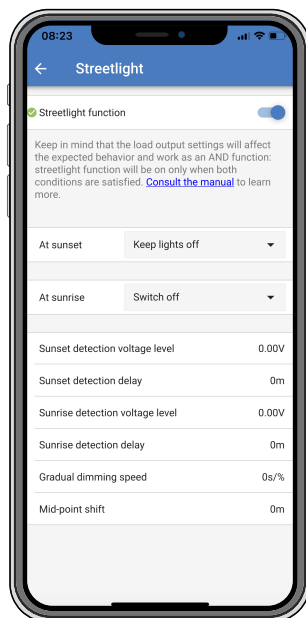 08:23
Streetlight
Streetlight function
Keep in mind that the load output settings will affect
the expected behavior and work as an AND function:
streetlight function will be on only when both
conditions are satisfied. Consult the manual to learn
more.
At sunset Keep lights off
At sunrise Switch off
Sunset detection voltage level 0.00V
Sunset detection delay 0m
Sunrise detection voltage level 0.00V
Sunrise detection delay 0m
Gradual dimming speed 0s/%
Mid-point shift 0m